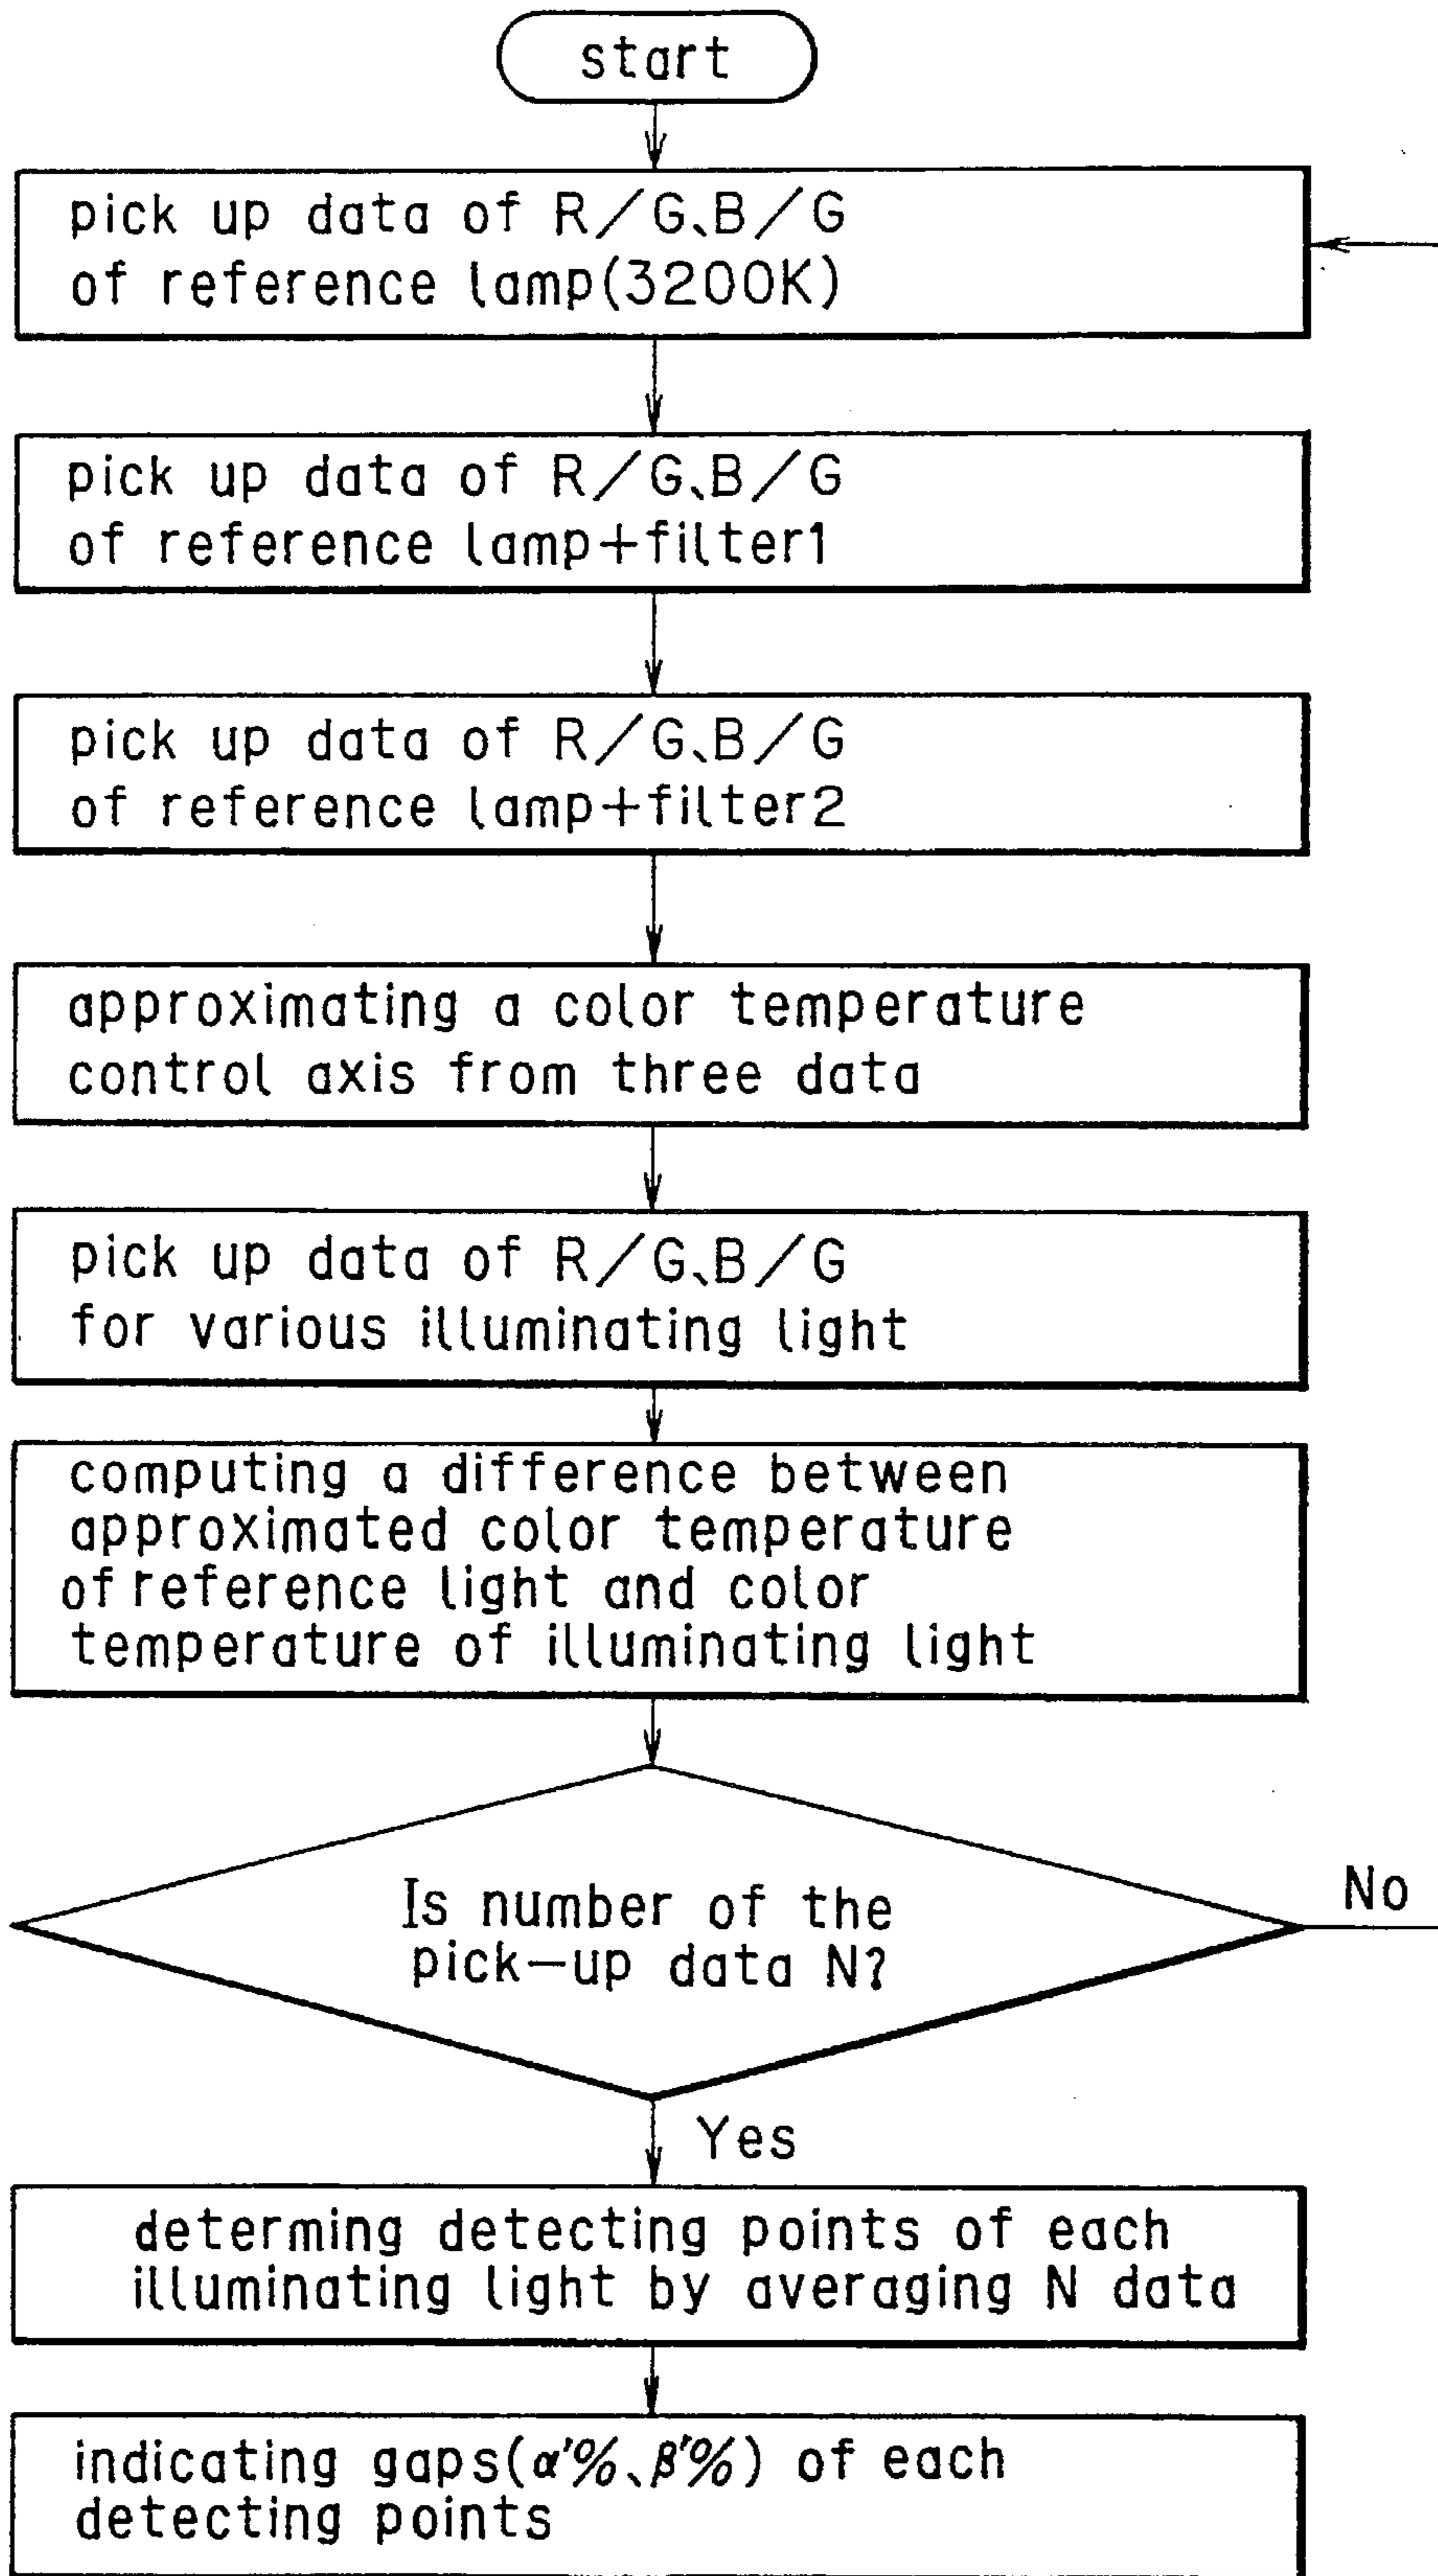 start
pick up data of R/G、B/G
of reference lamp(3200K)
pick up data of R/G、B/G
of reference lamp+filter1
pick up data of R/G、B/G
of reference lamp+filter2
approximating a color temperature
control axis from three data
pick up data of R/G、B/G
for various illuminating light
computing a difference between
approximated color temperature
of reference light and color
temperature of illuminating light
Is number of the
pick-up data N?
No
Yes
determing detecting points of each
illuminating light by averaging N data
indicating gaps(α'%、β'%) of each
detecting points